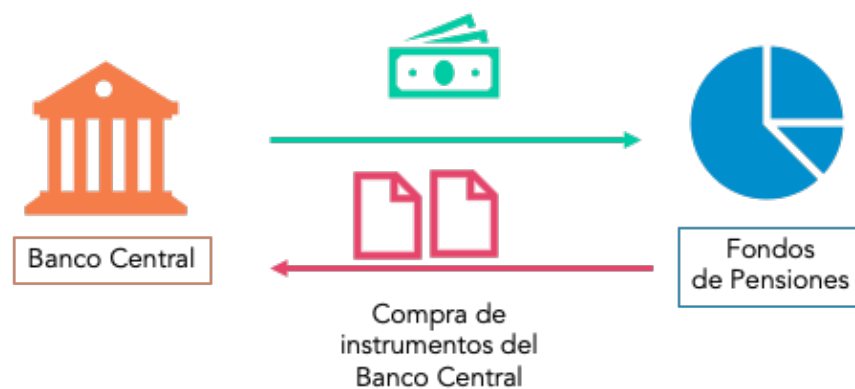 Banco Central
Fondos
de Pensiones
Compra de
instrumentos del
Banco Central